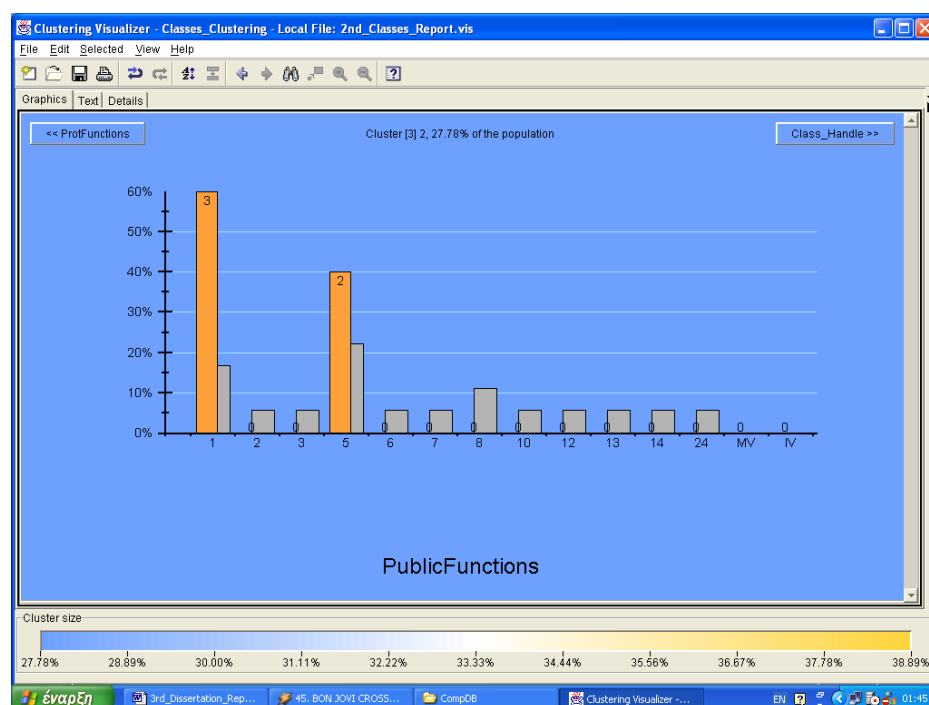 Clustering Visualizer - Classes_Clustering - Local File: 2nd_Classes_Report.vis
File Edit Selected View Help
Graphics Text Details
<< ProtFunctions
Cluster [3] 2, 27.78% of the population
Class_Handle >>
60%
3
50%
40%
2
30%
20%
10%
0%
0 0 0 0 0 0 0 0 0 0 0 0
1 2 3 5 6 7 8 10 12 13 14 24 MV IV
PublicFunctions
Cluster size
27.78% 28.89% 30.00% 31.11% 32.22% 33.33% 34.44% 35.56% 36.67% 37.78% 38.89%
έναρξη 3rd_Dissertation_Rep... 45. BON JOVI CROSS... CompDB Clustering Visualizer -... EN 01:45